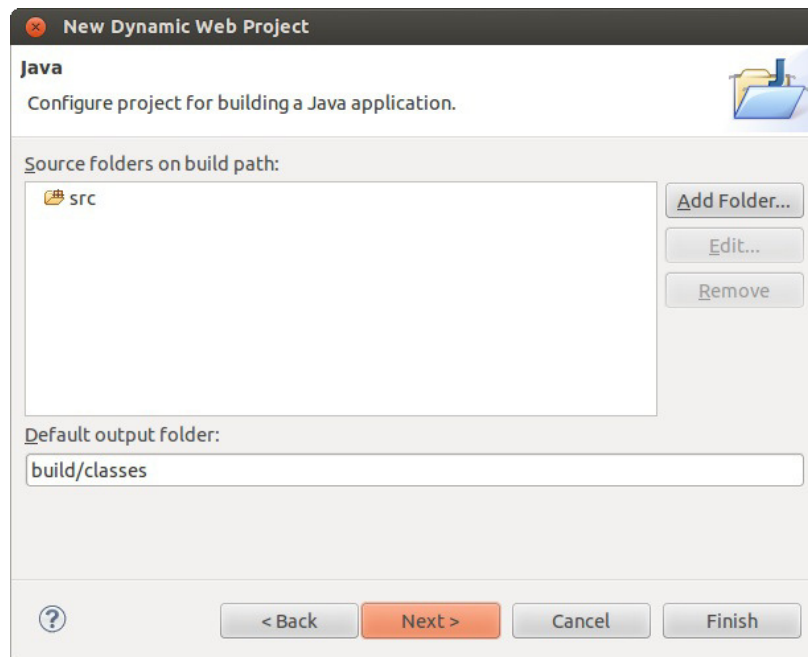 New Dynamic Web Project
Java
Configure project for building a Java application.
Source folders on build path:
src
Add Folder...
Edit...
Remove
Default output folder:
build/classes
? < Back Next > Cancel Finish